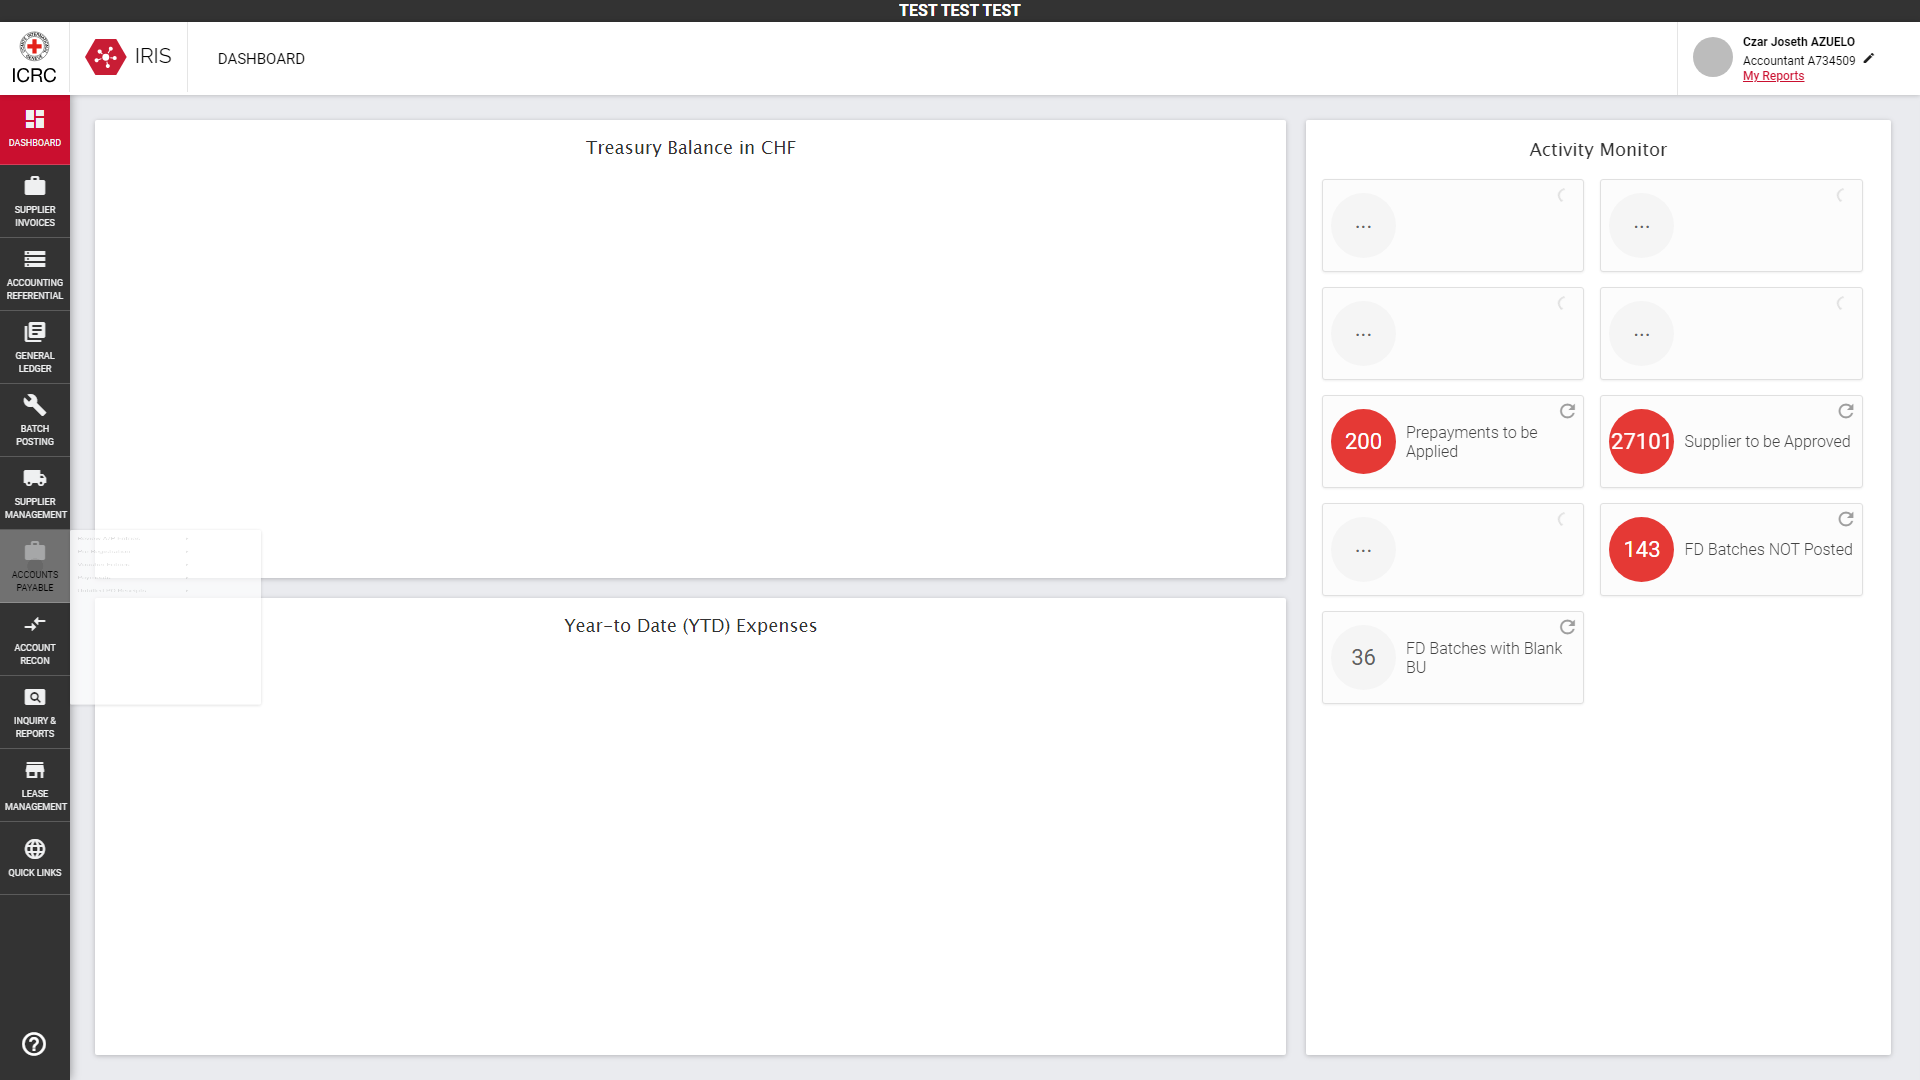 TEST TEST TEST
ICRC
IRIS
DASHBOARD
Czar Joseth AZUELO
Accountant A734509
My Reports
DASHBOARD
SUPPLIER
INVOICES
ACCOUNTING
REFERENTIAL
GENERAL
LEDGER
BATCH
POSTING
SUPPLIER
MANAGEMENT
ACCOUNTS
PAYABLE
ACCOUNT
RECON
INQUIRY &
REPORTS
LEASE
MANAGEMENT
QUICK LINKS
Treasury Balance in CHF
Year-to Date (YTD) Expenses
Activity Monitor
...
...
...
...
200
Prepayments to be
Applied
27101
Supplier to be Approved
...
143
FD Batches NOT Posted
36
FD Batches with Blank
BU